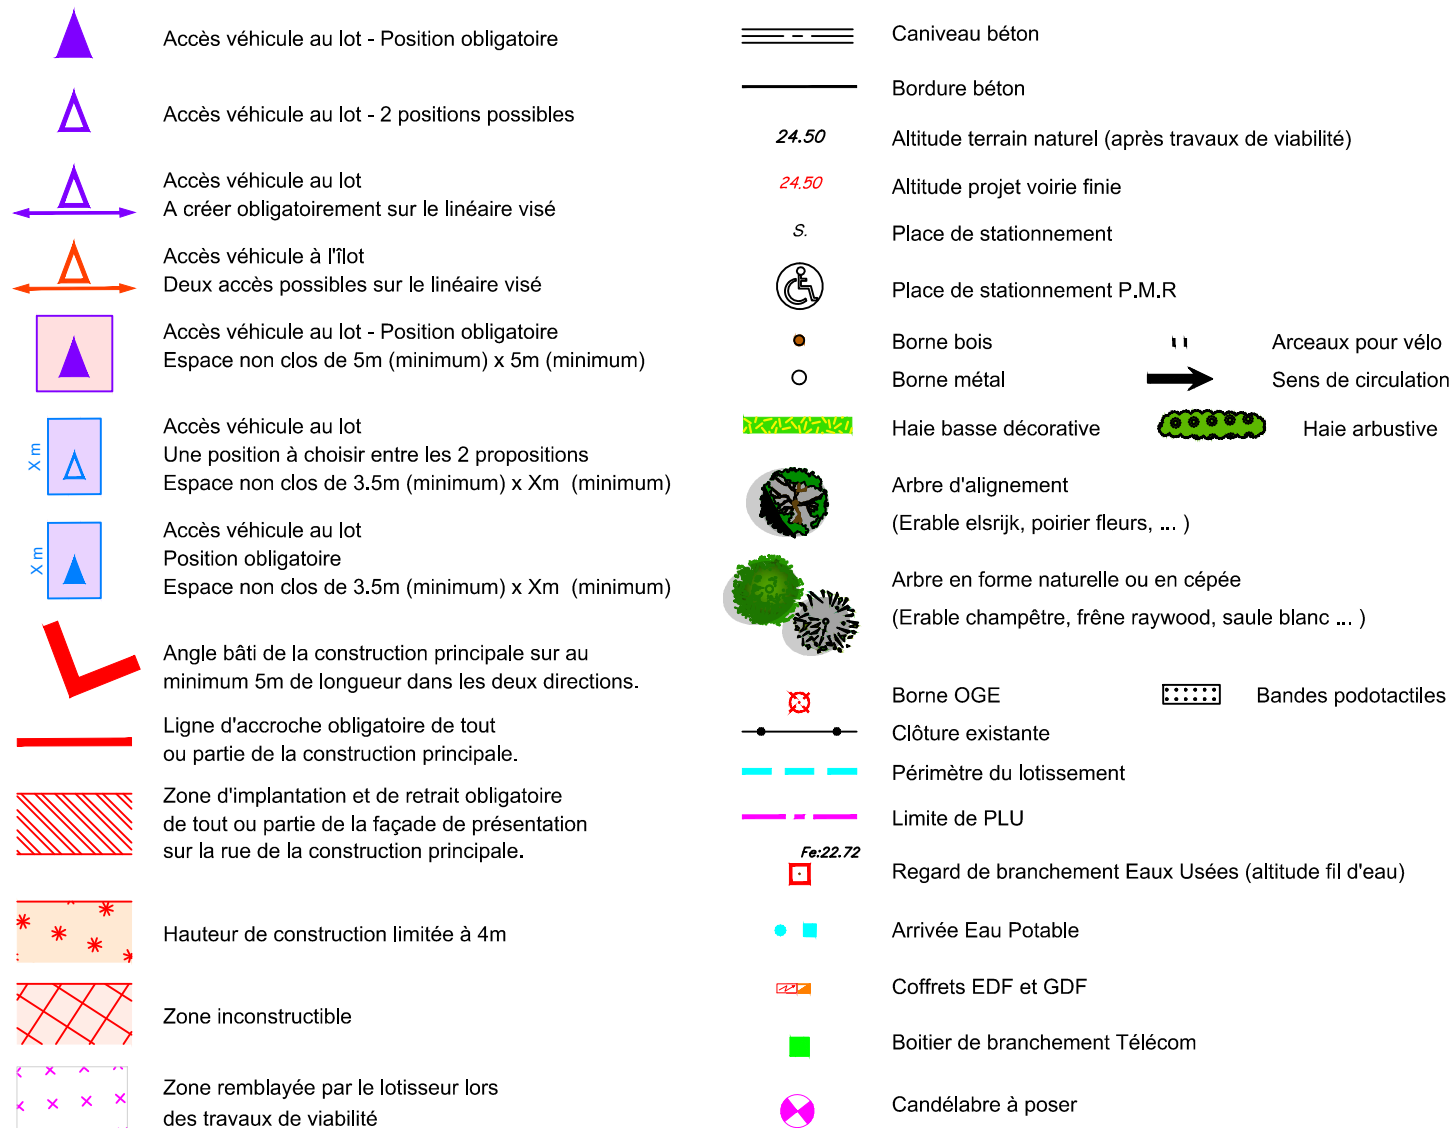 Accès véhicule au lot - Position obligatoire
Accès véhicule au lot - 2 positions possibles
Accès véhicule au lot
A créer obligatoirement sur le linéaire visé
Accès véhicule à l'îlot
Deux accès possibles sur le linéaire visé
Accès véhicule au lot - Position obligatoire
Espace non clos de 5m (minimum) x 5m (minimum)
X m
Accès véhicule au lot
Une position à choisir entre les 2 propositions
Espace non clos de 3.5m (minimum) x Xm (minimum)
X m
Accès véhicule au lot
Position obligatoire
Espace non clos de 3.5m (minimum) x Xm (minimum)
Angle bâti de la construction principale sur au
minimum 5m de longueur dans les deux directions.
Ligne d'accroche obligatoire de tout
ou partie de la construction principale.
Zone d'implantation et de retrait obligatoire
de tout ou partie de la façade de présentation
sur la rue de la construction principale.
Hauteur de construction limitée à 4m
Zone inconstructible
Zone remblayée par le lotisseur lors
des travaux de viabilité
Caniveau béton
Bordure béton
24.50 Altitude terrain naturel (après travaux de viabilité)
24.50 Altitude projet voirie finie
S. Place de stationnement
Place de stationnement P.M.R
Borne bois
Arceaux pour vélo
Borne métal
Sens de circulation
Haie basse décorative
Haie arbustive
Arbre d'alignement
(Erable elsrijk, poirier fleurs, ... )
Arbre en forme naturelle ou en cépée
(Erable champêtre, frêne raywood, saule blanc ... )
Borne OGE
Bandes podotactiles
Clôture existante
Périmètre du lotissement
Limite de PLU
Fe:22.72
Regard de branchement Eaux Usées (altitude fil d'eau)
Arrivée Eau Potable
Coffrets EDF et GDF
Boitier de branchement Télécom
Candélabre à poser